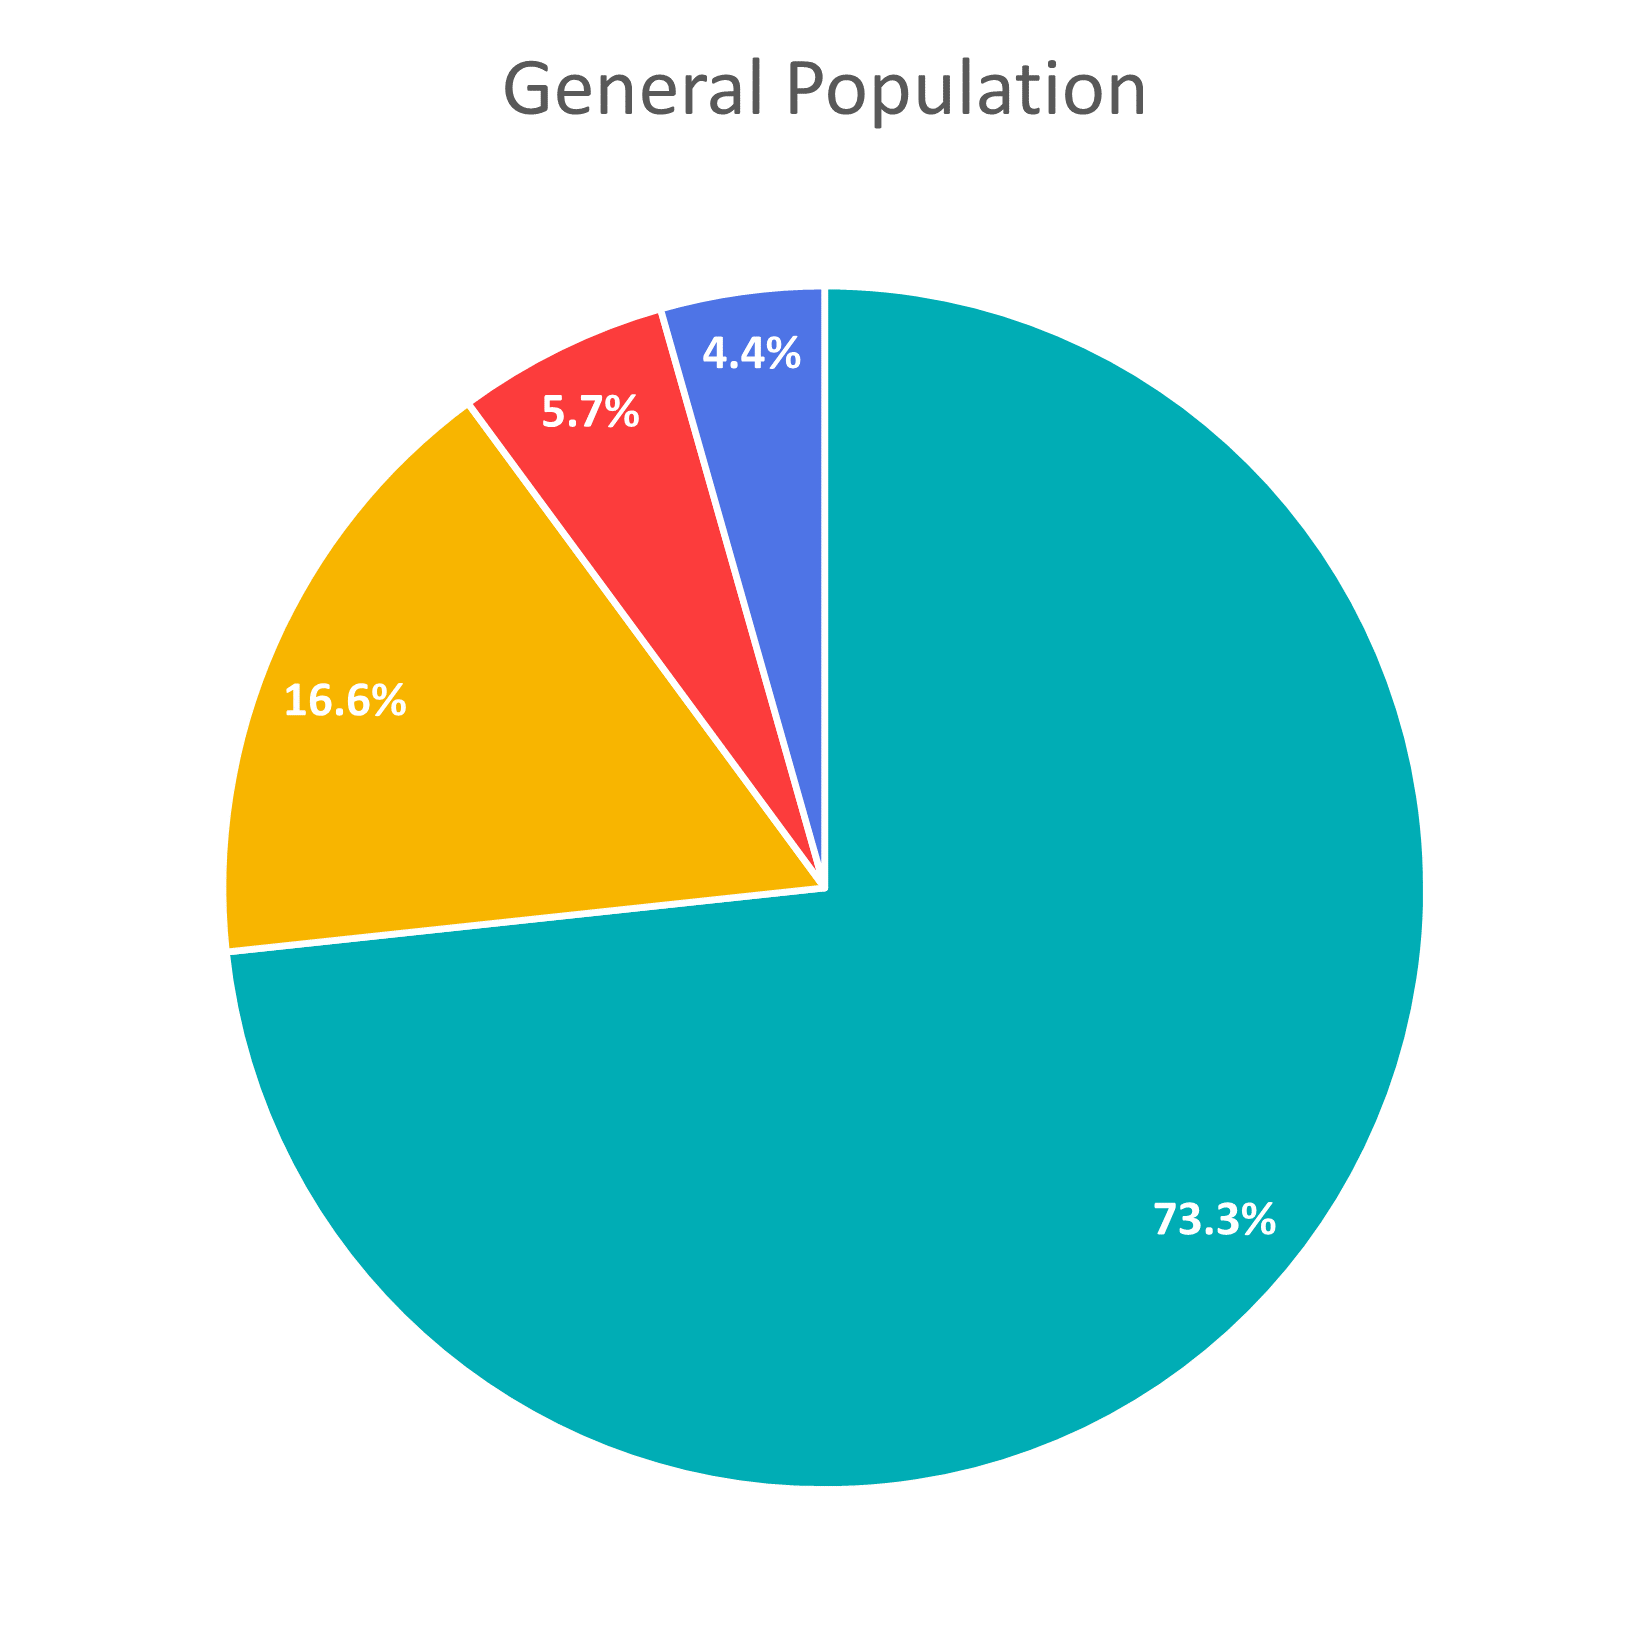 General Population
4.4%
5.7%
16.6%
73.3%